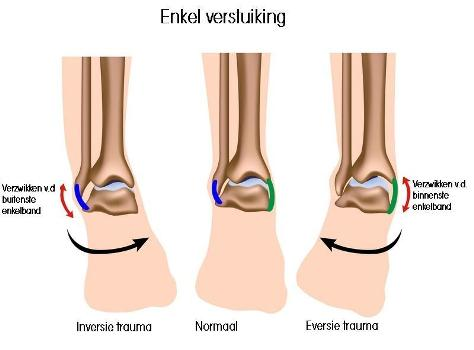 Enkel versluiking
Verzwikken v.d.
buitenste
enkelband
Verzwikken v.d.
binnenste
enkelband
Inversie trauma
Normaal
Eversie trauma